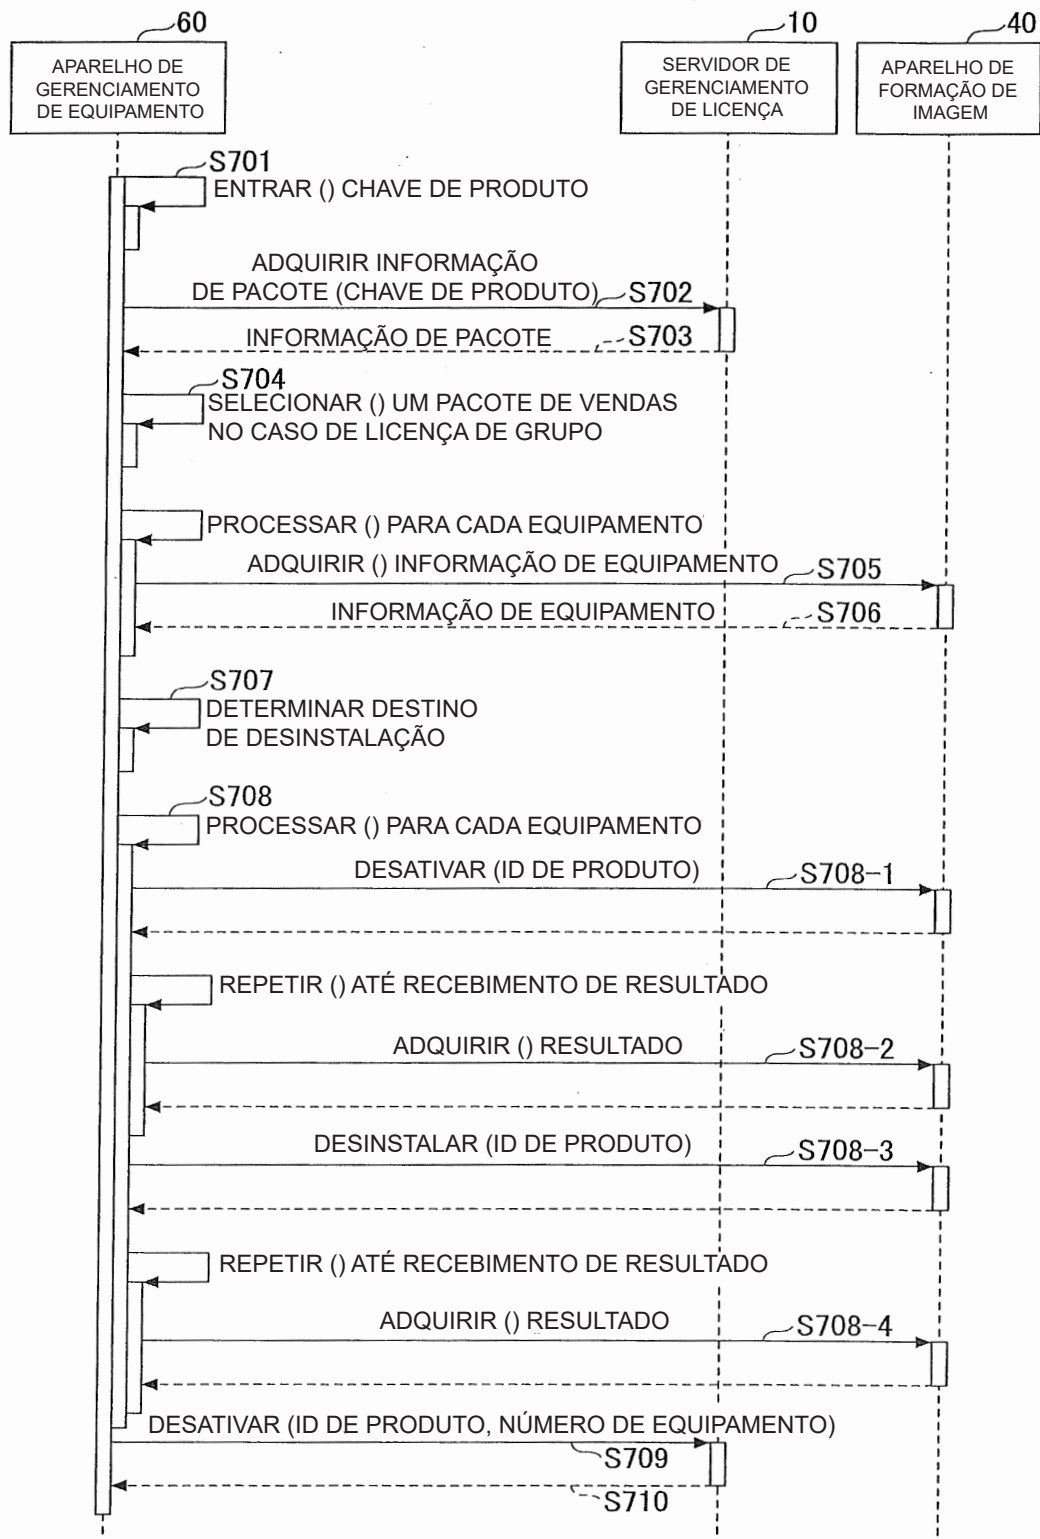 60
10
40
APARELHO DE
GERENCIAMENTO
DE EQUIPAMENTO
SERVIDOR DE
GERENCIAMENTO
DE LICENÇA
APARELHO DE
FORMAÇÃO DE
IMAGEM
S701
ENTRAR () CHAVE DE PRODUTO
ADQUIRIR INFORMAÇÃO
DE PACOTE (CHAVE DE PRODUTO)
S702
INFORMAÇÃO DE PACOTE
S703
S704
SELECIONAR () UM PACOTE DE VENDAS
NO CASO DE LICENÇA DE GRUPO
PROCESSAR () PARA CADA EQUIPAMENTO
ADQUIRIR () INFORMAÇÃO DE EQUIPAMENTO
S705
INFORMAÇÃO DE EQUIPAMENTO
S706
S707
DETERMINAR DESTINO
DE DESINSTALAÇÃO
S708
PROCESSAR () PARA CADA EQUIPAMENTO
DESATIVAR (ID DE PRODUTO)
S708-1
REPETIR () ATÉ RECEBIMENTO DE RESULTADO
ADQUIRIR () RESULTADO
S708-2
DESINSTALAR (ID DE PRODUTO)
S708-3
REPETIR () ATÉ RECEBIMENTO DE RESULTADO
ADQUIRIR () RESULTADO
S708-4
DESATIVAR (ID DE PRODUTO, NÚMERO DE EQUIPAMENTO)
S709
S710